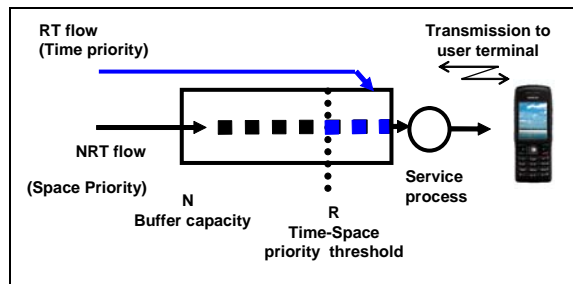 RT flow
(Time priority)
Transmission to
user terminal
NRT flow
(Space Priority)
N
Buffer capacity
R
Time-Space
priority threshold
Service
process